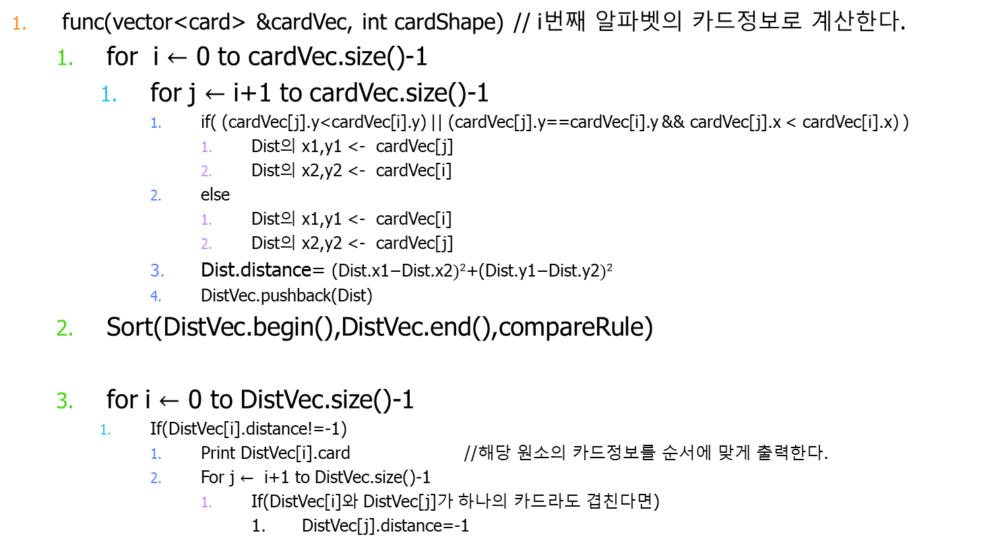 1. func(vector<card> &cardVec, int cardShape) // i번째 알파벳의 카드정보로 계산한다.
1. for i ← 0 to cardVec.size()-1
1. for j ← i+1 to cardVec.size()-1
1. if( (cardVec[j].y<cardVec[i].y) || (cardVec[j].y==cardVec[i].y && cardVec[j].x < cardVec[i].x) )
1. Dist의 x1,y1 <- cardVec[j]
2. Dist의 x2,y2 <- cardVec[i]
2. else
1. Dist의 x1,y1 <- cardVec[i]
2. Dist의 x2,y2 <- cardVec[j]
3. Dist.distance= (Dist.x1−Dist.x2)²+(Dist.y1−Dist.y2)²
4. DistVec.pushback(Dist)
2. Sort(DistVec.begin(),DistVec.end(),compareRule)
3. for i ← 0 to DistVec.size()-1
1. If(DistVec[i].distance!=-1)
1. Print DistVec[i].card //해당 원소의 카드정보를 순서에 맞게 출력한다.
2. For j ← i+1 to DistVec.size()-1
1. If(DistVec[i]와 DistVec[j]가 하나의 카드라도 겹친다면)
1. DistVec[j].distance=-1